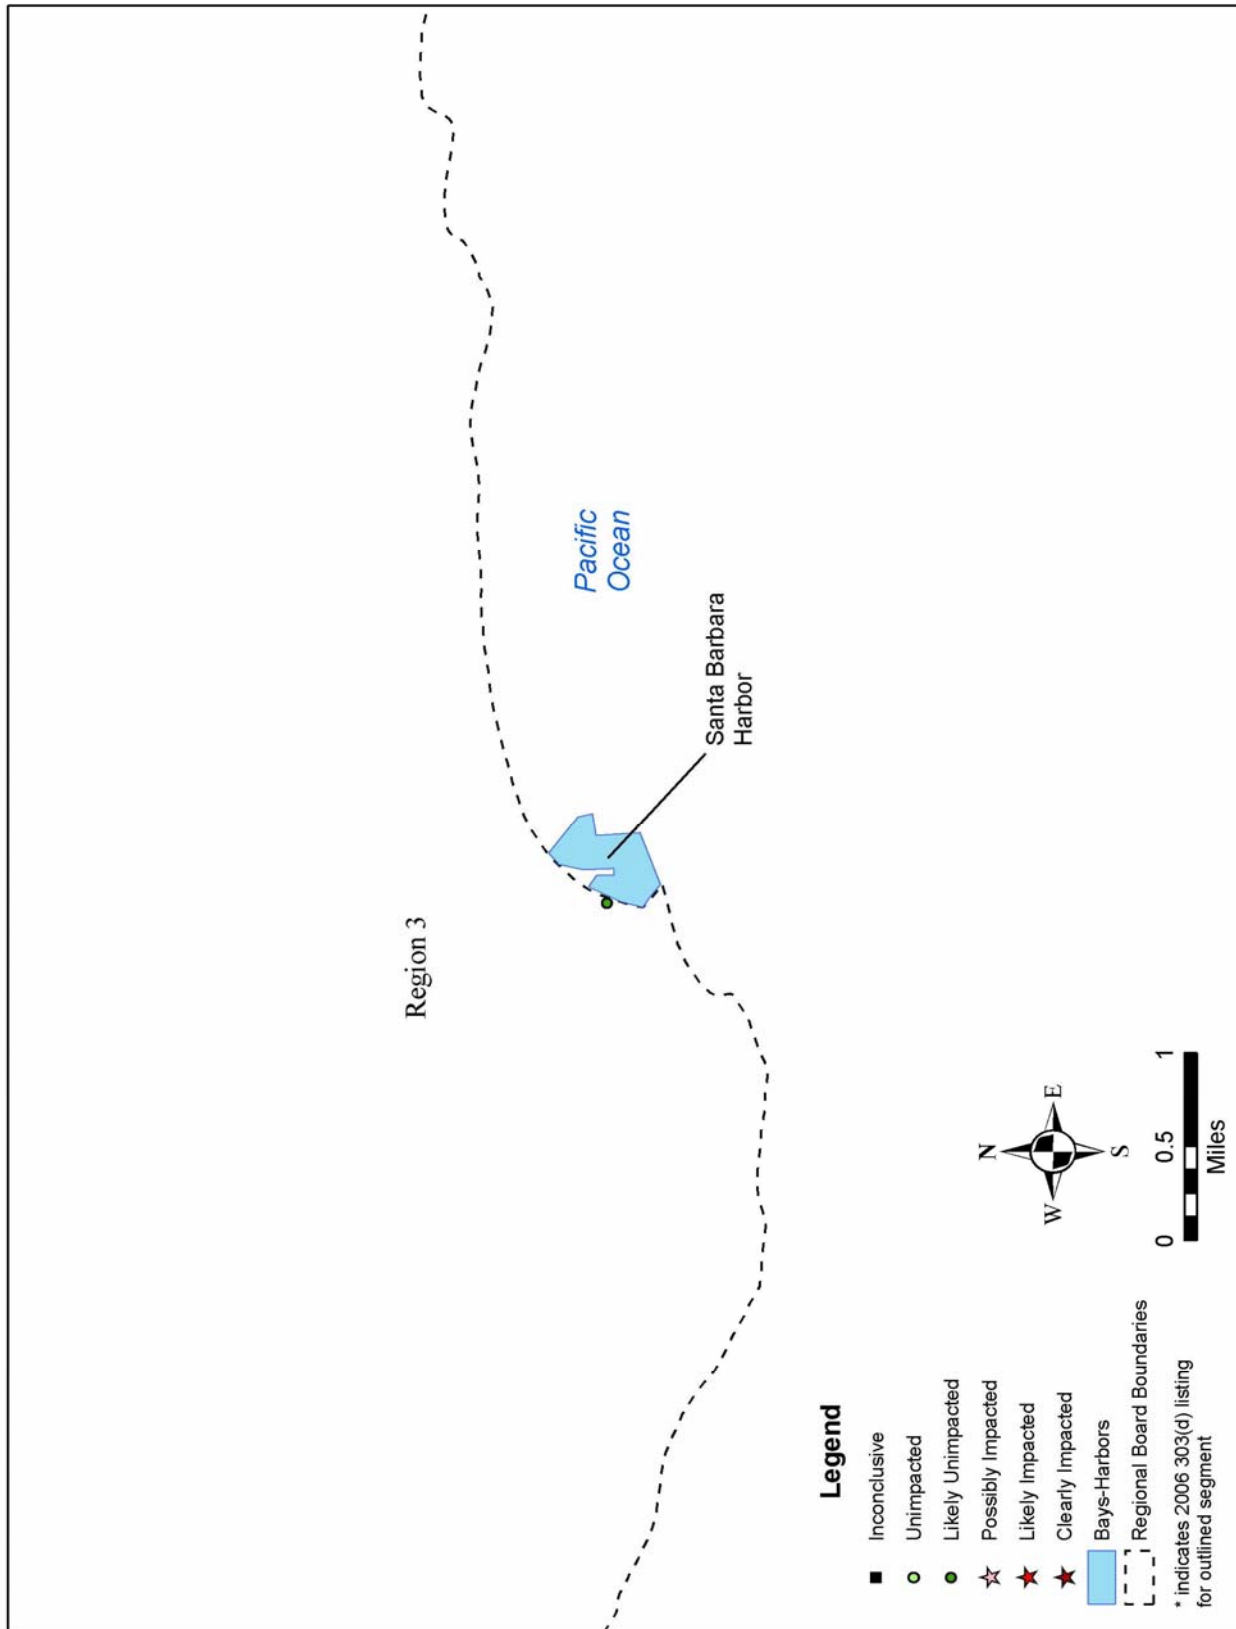 Region 3
Pacific
Ocean
Santa Barbara
Harbor
N
W
E
S
0
0.5
1
Miles
Legend
Inconclusive
Unimpacted
Likely Unimpacted
Possibly Impacted
Likely Impacted
Clearly Impacted
Bays-Harbors
Regional Board Boundaries
* indicates 2006 303(d) listing
for outlined segment